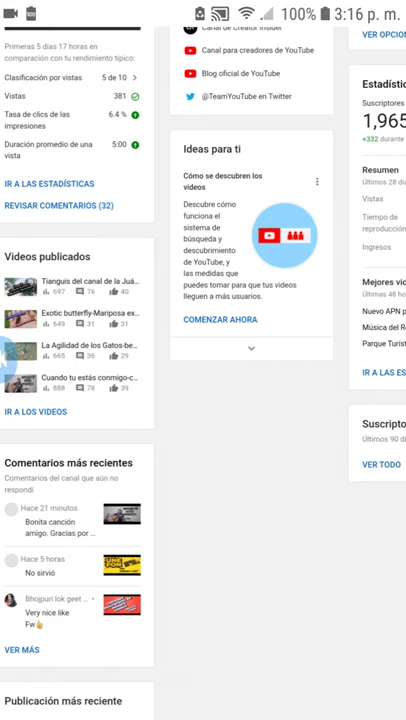 100% 3:16 p. m.
Primeras 5 días 17 horas en
comparación con tu rendimiento típico:
Clasificación por vistas 5 de 10
Vistas 381
Tasa de clics de las
impresiones 6.4 %
Duración promedio de una
vista 5:00
IR A LAS ESTADÍSTICAS
REVISAR COMENTARIOS (32)
Videos publicados
Tianguis del canal de la Juá...
697 76 40
Exotic butterfly-Mariposa ex...
649 31 31
La Agilidad de los Gatos-be...
665 36 29
Cuando tu estás conmigo-c...
888 78 39
IR A LOS VIDEOS
Comentarios más recientes
Comentarios del canal que aún no
respondí
Hace 21 minutos
Bonita canción
amigo. Gracias por ...
Hace 5 horas
No sirvió
Bhojpuri lok geet ... •
Very nice like
Fw👍
VER MÁS
Publicación más reciente
Canal de Creator Insider
Canal para creadores de YouTube
Blog oficial de YouTube
@TeamYouTube en Twitter
Ideas para ti
Cómo se descubren los
videos
Descubre cómo
funciona el
sistema de
búsqueda y
descubrimiento
de YouTube, y
las medidas que
puedes tomar para que tus videos
lleguen a más usuarios.
COMENZAR AHORA
VER OPCION
Estadístic
Suscriptores
1,965
+332 durante
Resumen
Últimos 28 día
Vistas
Tiempo de
reproducción
Ingresos
Mejores vid
Últimas 48 hor
Nuevo APN p
Música del Re
Parque Turíst
IR A LAS ES
Suscripto
Últimos 90 d
VER TODO